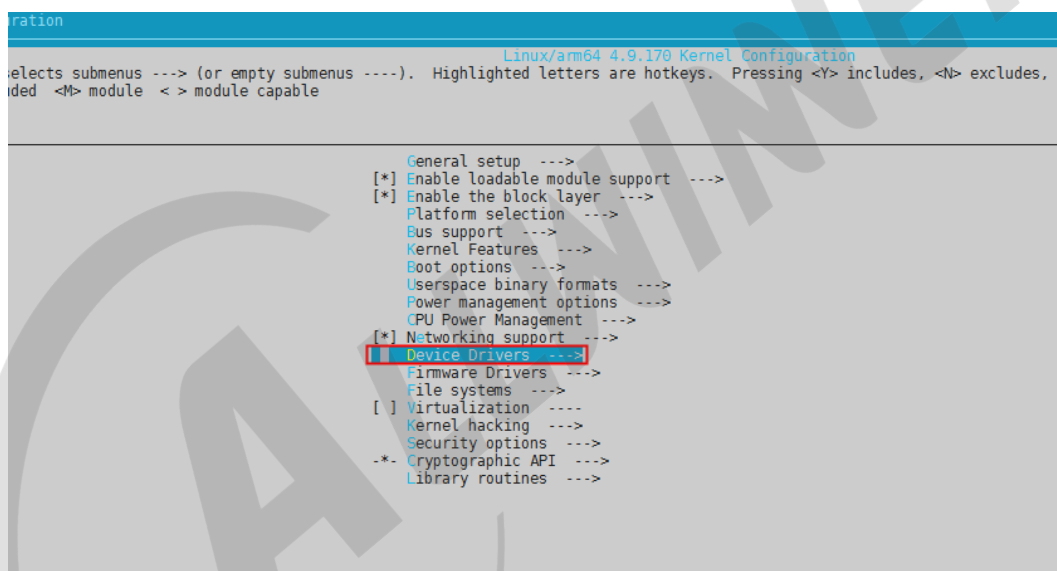 uration
Linux/arm64 4.9.170 Kernel Configuration
selects submenus ---> (or empty submenus ----).  Highlighted letters are hotkeys.  Pressing <Y> includes, <N> excludes,
uded  <M> module  < > module capable
General setup  --->
[*] Enable loadable module support  --->
[*] Enable the block layer  --->
Platform selection  --->
Bus support  --->
Kernel Features  --->
Boot options  --->
Userspace binary formats  --->
Power management options  --->
CPU Power Management  --->
[*] Networking support  --->
Device Drivers  --->
Firmware Drivers  --->
File systems  --->
[ ] Virtualization  ----
Kernel hacking  --->
Security options  --->
-*- Cryptographic API  --->
Library routines  --->